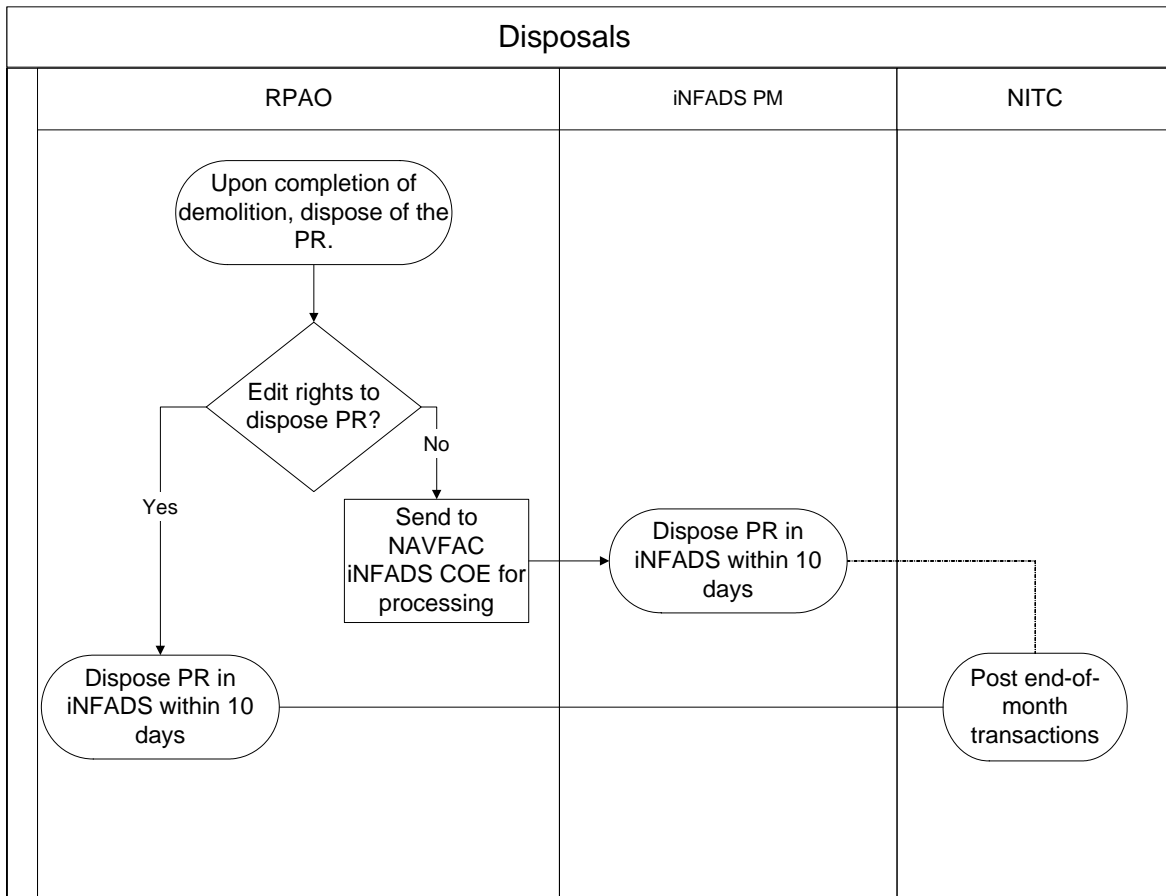 Disposals
RPAO
iNFADS PM
NITC
Upon completion of
demolition, dispose of the
PR.
Edit rights to
dispose PR?
No
Yes
Send to
NAVFAC
iNFADS COE for
processing
Dispose PR in
iNFADS within 10
days
Dispose PR in
iNFADS within 10
days
Post end-of-
month
transactions